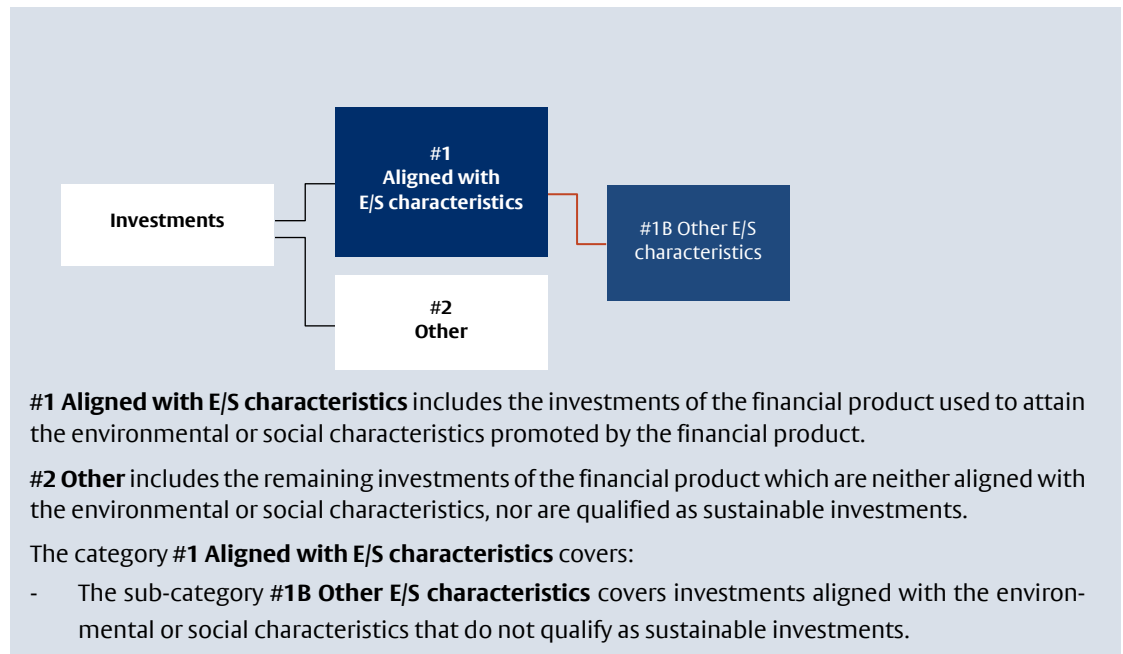 #1
Aligned with
E/S characteristics
Investments
#1B Other E/S
characteristics
#2
Other
#1 Aligned with E/S characteristics includes the investments of the financial product used to attain
the environmental or social characteristics promoted by the financial product.
#2 Other includes the remaining investments of the financial product which are neither aligned with
the environmental or social characteristics, nor are qualified as sustainable investments.
The category #1 Aligned with E/S characteristics covers:
- The sub-category #1B Other E/S characteristics covers investments aligned with the environ-
mental or social characteristics that do not qualify as sustainable investments.